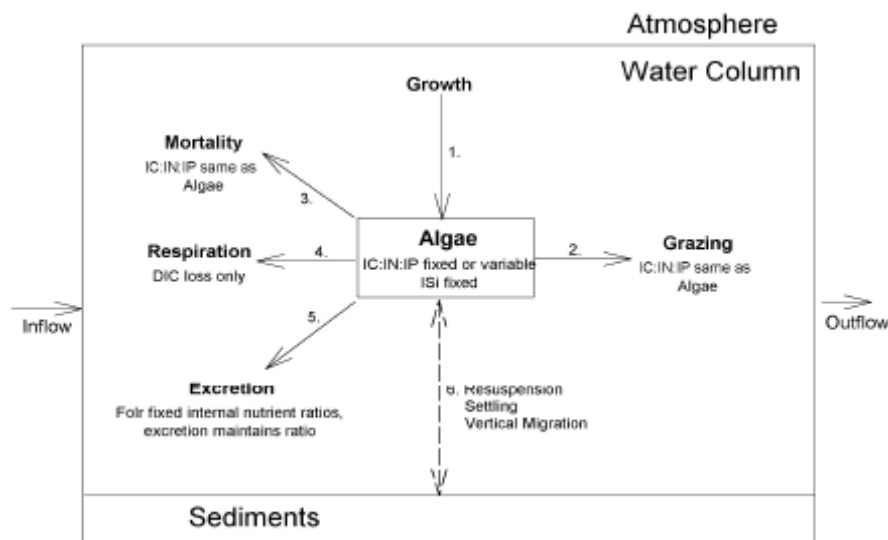 Atmosphere
Water Column
Growth
1.
Mortality
IC:IN:IP same as
Algae
3.
Algae
IC:IN:IP fixed or variable
ISi fixed
2.
Grazing
IC:IN:IP same as
Algae
Respiration
DIC loss only
4.
Inflow
Outflow
5.
Excretion
Folr fixed internal nutrient ratios,
excretion maintains ratio
6. Resuspension
Settling
Vertical Migration
Sediments